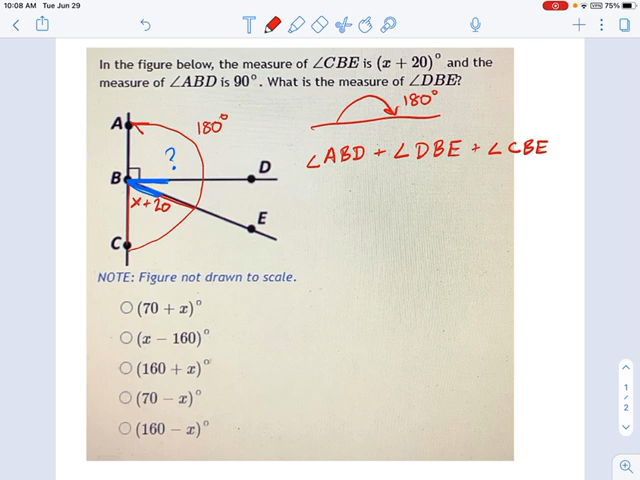 10:08 AM Tue Jun 29
VPN 75%
T
In the figure below, the measure of ∠CBE is (x + 20)° and the
measure of ∠ABD is 90°. What is the measure of ∠DBE?
180°
A 180°
∠ABD + ∠DBE + ∠CBE
?
B D
x+20
E
C
NOTE: Figure not drawn to scale.
(70 + x)°
(x − 160)°
(160 + x)°
(70 − x)°
(160 − x)°
1
2